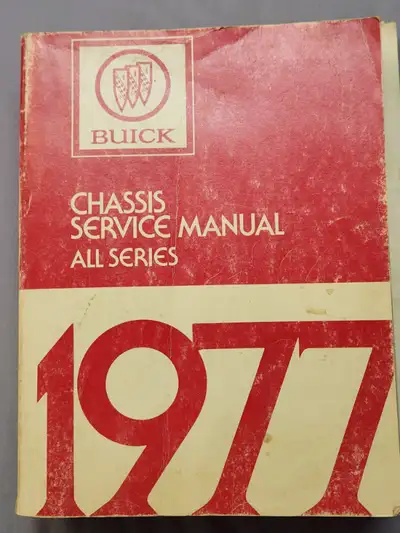 BUICK
CHASSIS
SERVICE MANUAL
ALL SERIES
1977